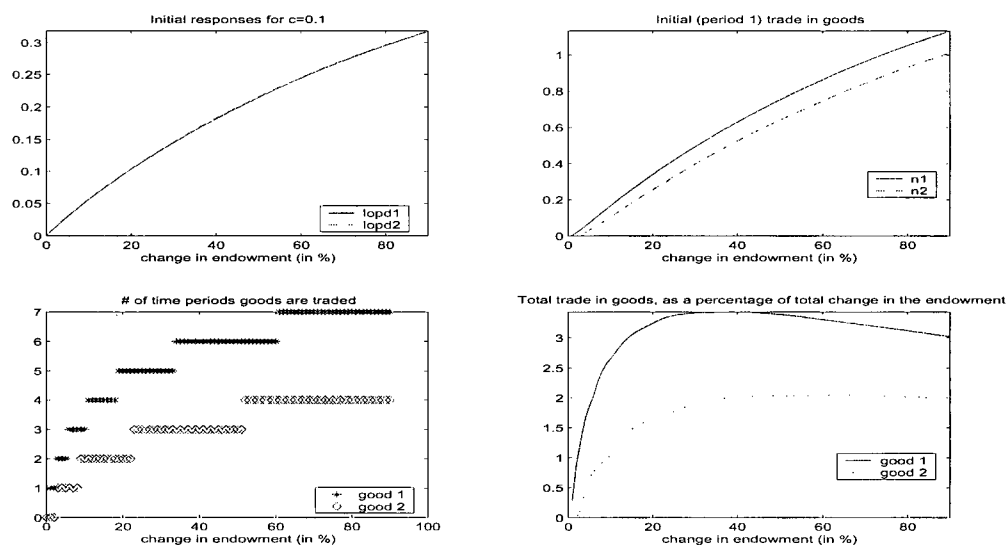 Initial responses for c=0.1
0.3
0.25
0.2
0.15
0.1
0.05
0
lopd1
lopd2
0 20 40 60 80
change in endowment (in %)
Initial (period 1) trade in goods
1
0.8
0.6
0.4
0.2
0
n1
n2
0 20 40 60 80
change in endowment (in %)
# of time periods goods are traded
7
6
5
4
3
2
1
0
good 1
good 2
0 20 40 60 80 100
change in endowment (in %)
Total trade in goods, as a percentage of total change in the endowment
3
2.5
2
1.5
1
0.5
0
good 1
good 2
0 20 40 60 80
change in endowment (in %)